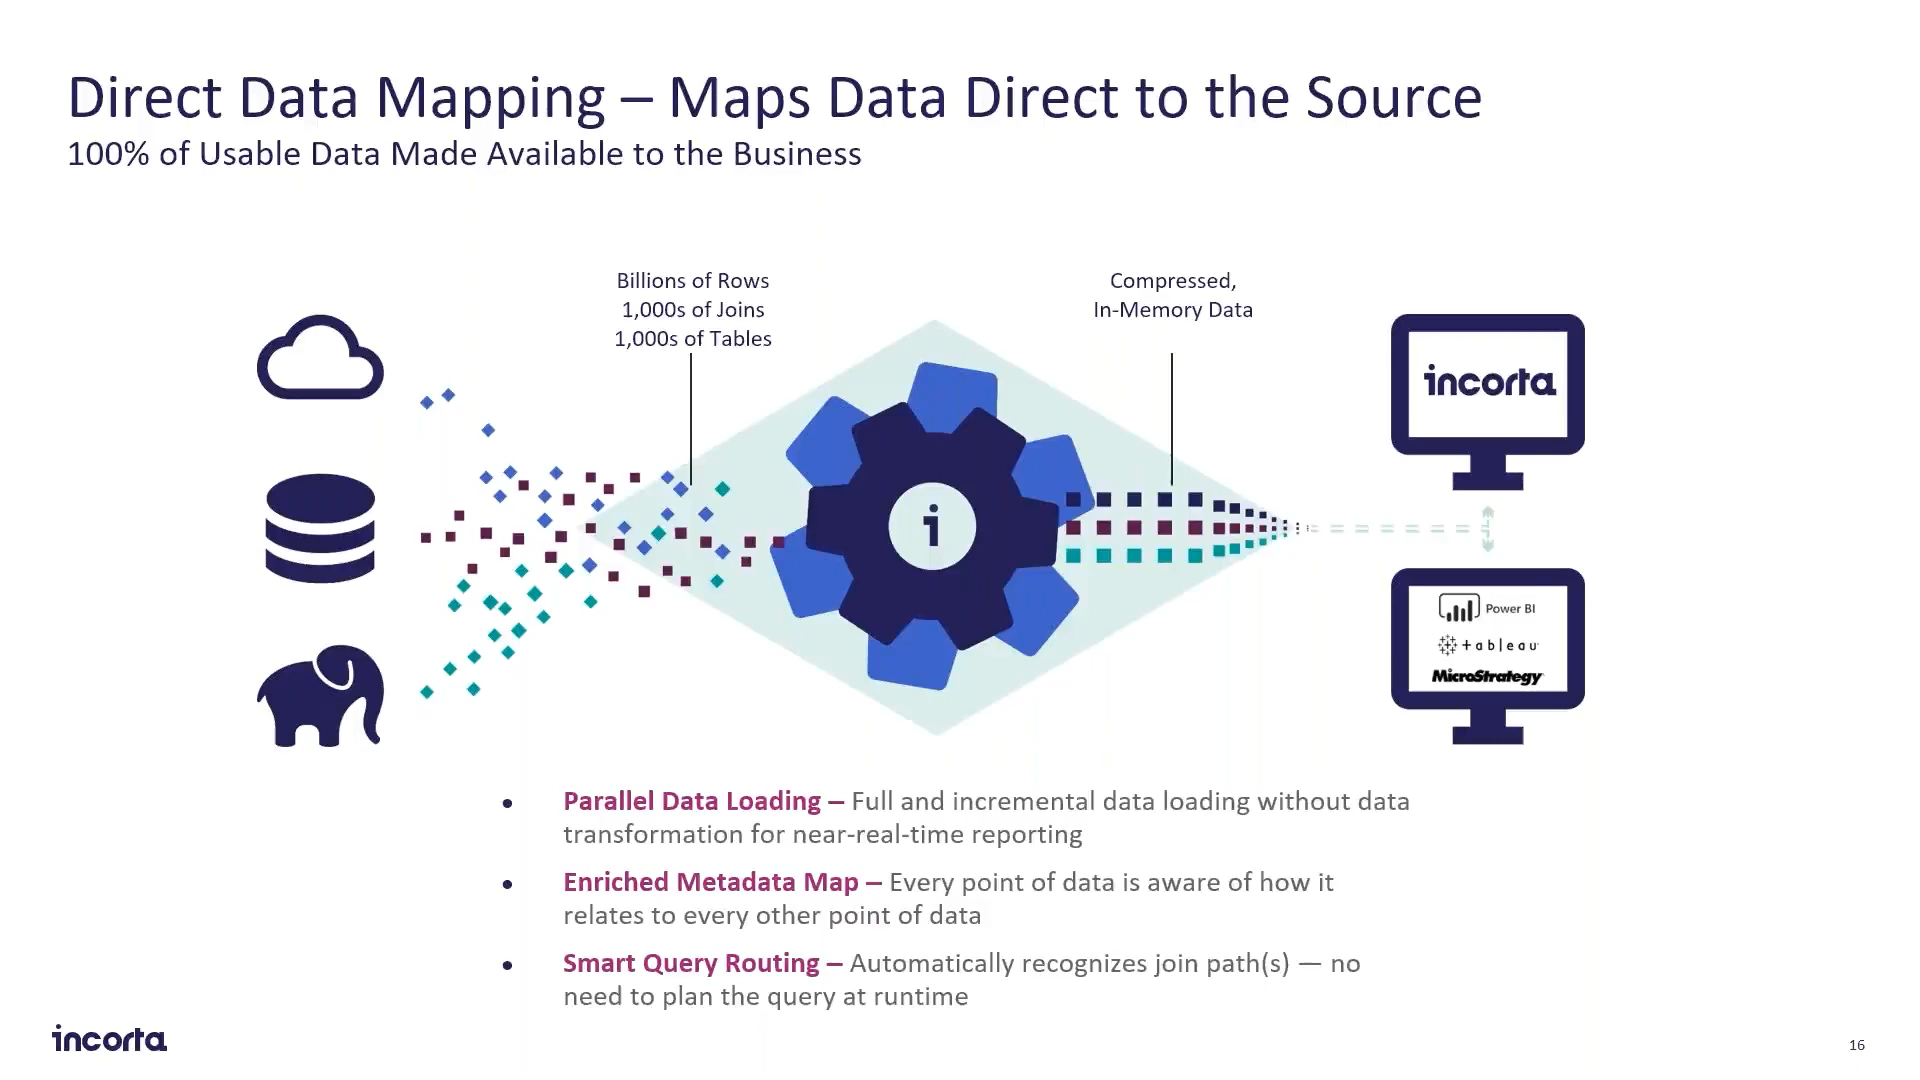 Direct Data Mapping – Maps Data Direct to the Source
100% of Usable Data Made Available to the Business
Billions of Rows
1,000s of Joins
1,000s of Tables
Compressed,
In-Memory Data
i
incorta
Power BI
+ableau
MicroStrategy
• Parallel Data Loading – Full and incremental data loading without data
transformation for near-real-time reporting
• Enriched Metadata Map – Every point of data is aware of how it
relates to every other point of data
• Smart Query Routing – Automatically recognizes join path(s) — no
need to plan the query at runtime
incorta
16